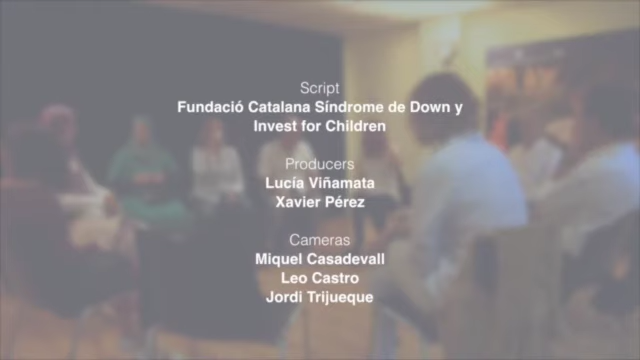 Script
Fundació Catalana Síndrome de Down y
Invest for Children
Producers
Lucía Viñamata
Xavier Pérez
Cameras
Miquel Casadevall
Leo Castro
Jordi Trijueque